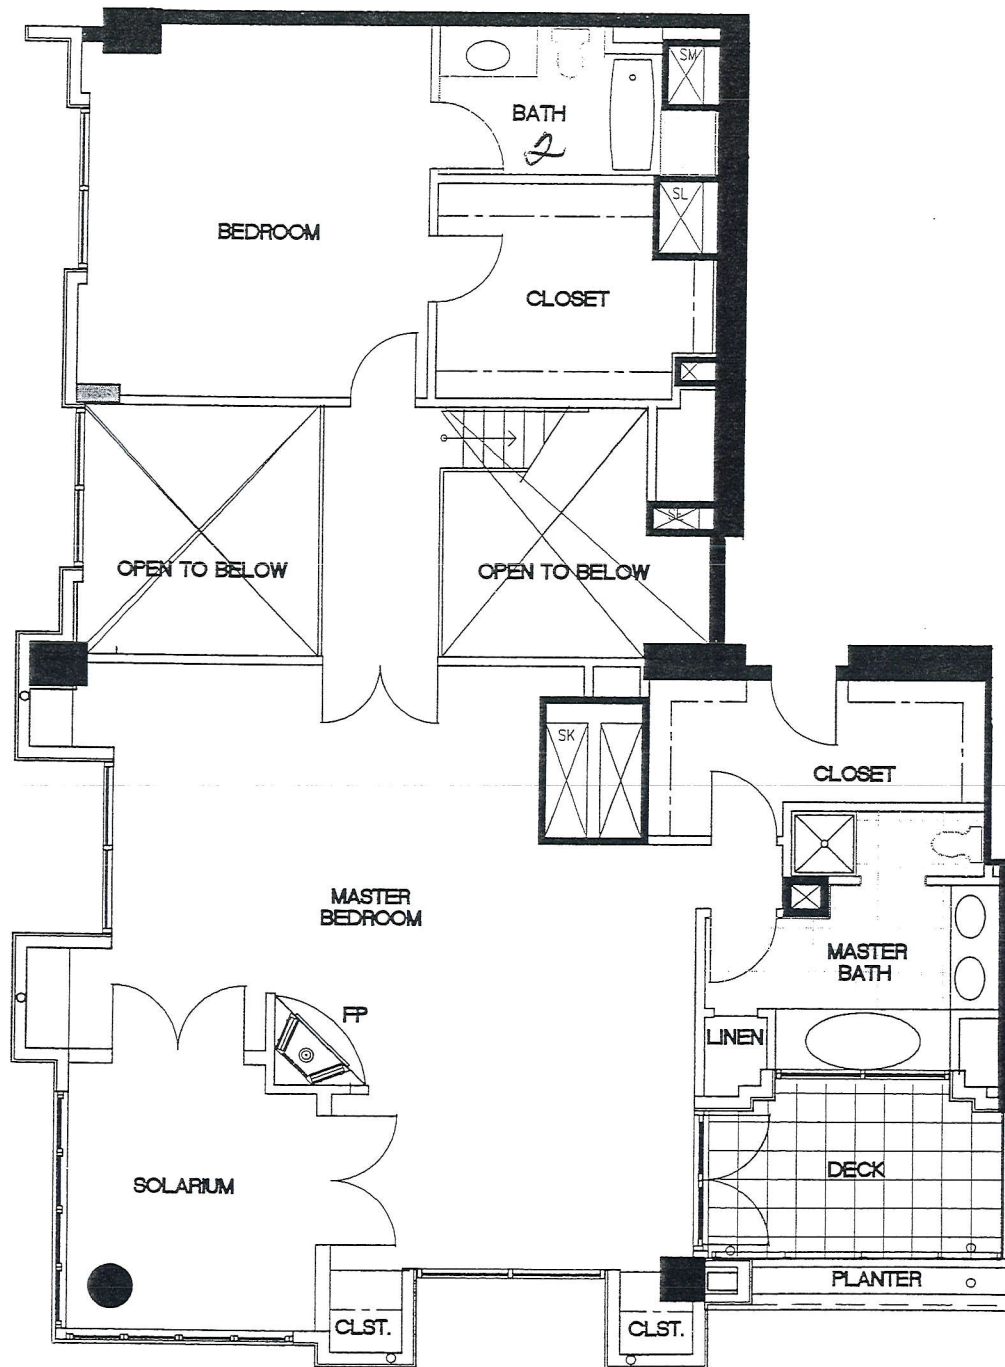 SM
BATH
2
SL
BEDROOM
CLOSET
OPEN TO BELOW
OPEN TO BELOW
SK
CLOSET
MASTER
BEDROOM
MASTER
BATH
FP
LINEN
SOLARIUM
DECK
PLANTER
CLST.
CLST.